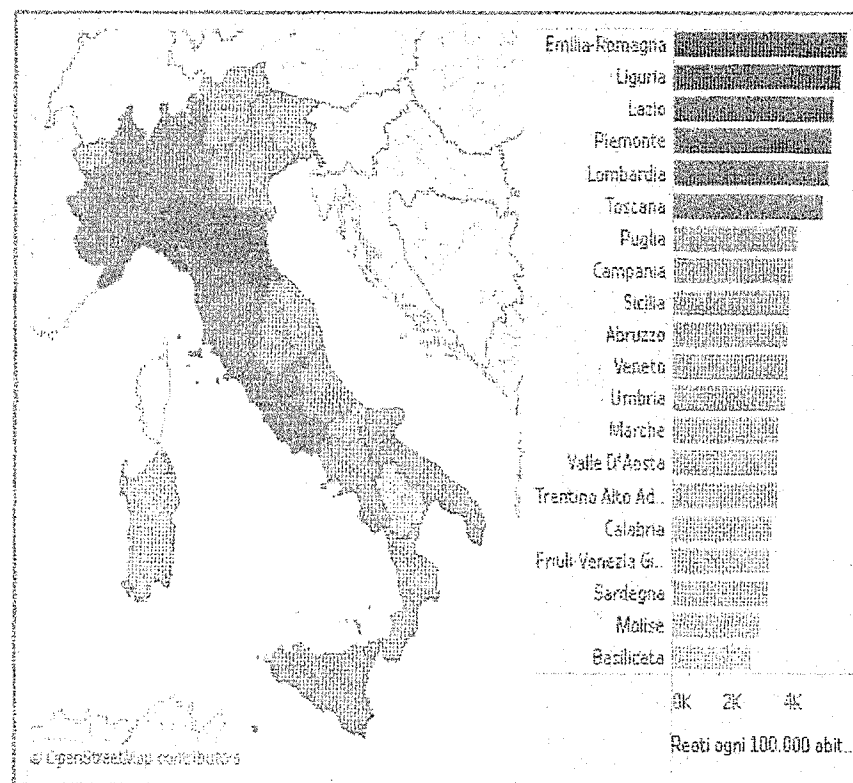 Emilia-Romagna
Liguria
Lazio
Piemonte
Lombardia
Toscana
Puglia
Campania
Sicilia
Abruzzo
Veneto
Umbria
Marche
Valle D'Aosta
Trentino Alto Ad..
Calabria
Friuli-Venezia Gi..
Sardegna
Molise
Basilicata
0K 2K 4K
Reati ogni 100.000 abit..
© OpenStreetMap contributors